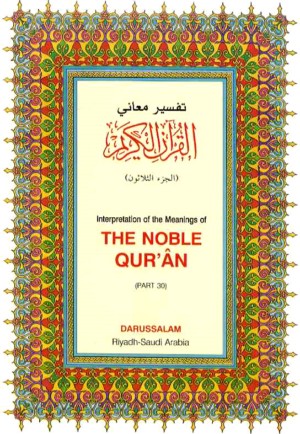 تفسير معاني
القرآن الكريم
(الجزء الثلاثون)
Interpretation of the Meanings of
THE NOBLE
QUR'ÂN
(PART 30)
DARUSSALAM
Riyadh-Saudi Arabia